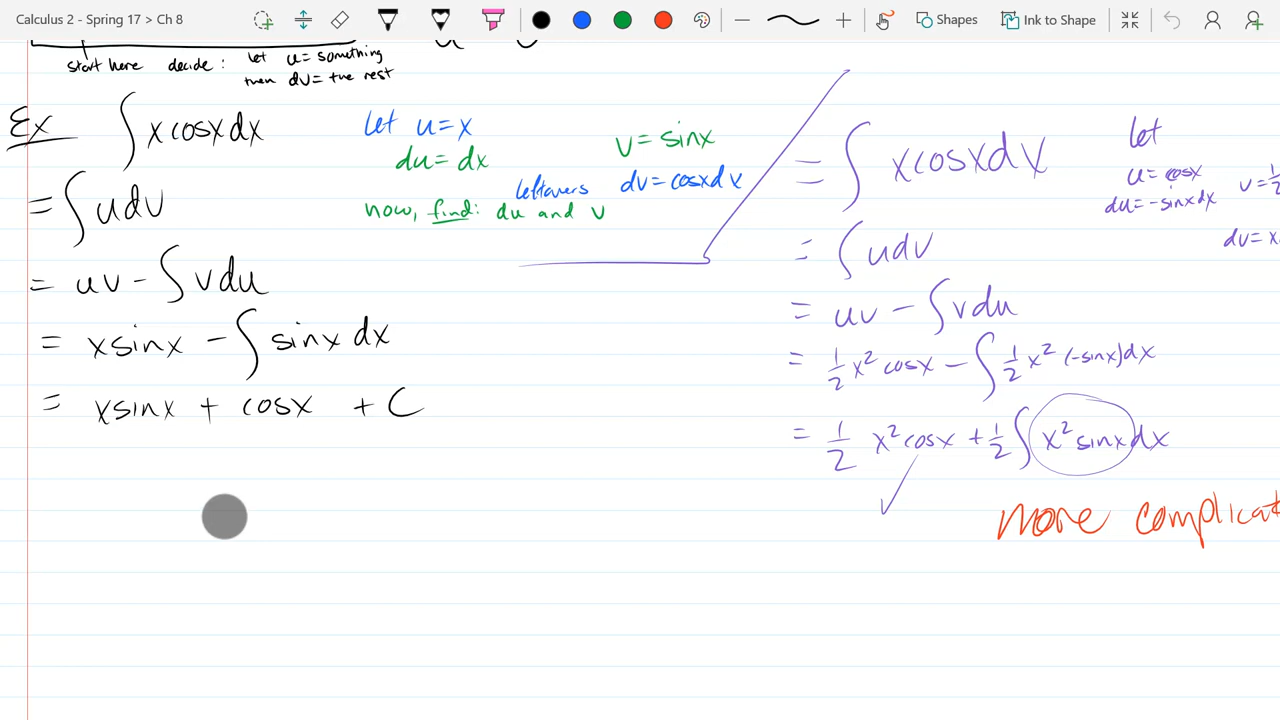 Calculus 2 - Spring 17 > Ch 8
Shapes
Ink to Shape
start here decide: let u = something
then dv = the rest
Ex ∫ x cosx dx
let u = x
du = dx
v = sinx
leftovers dv = cosx dx
now, find: du and v
= ∫ u dv
= uv - ∫ v du
= x sinx - ∫ sinx dx
= x sinx + cosx + C
= ∫ x cosx dx
let
u = cosx
du = -sinx dx
v = 1/2
dv = x
= ∫ u dv
= uv - ∫ v du
= 1/2 x² cosx - ∫ 1/2 x² (-sinx) dx
= 1/2 x² cosx + 1/2 ∫ x² sinx dx
more complicat